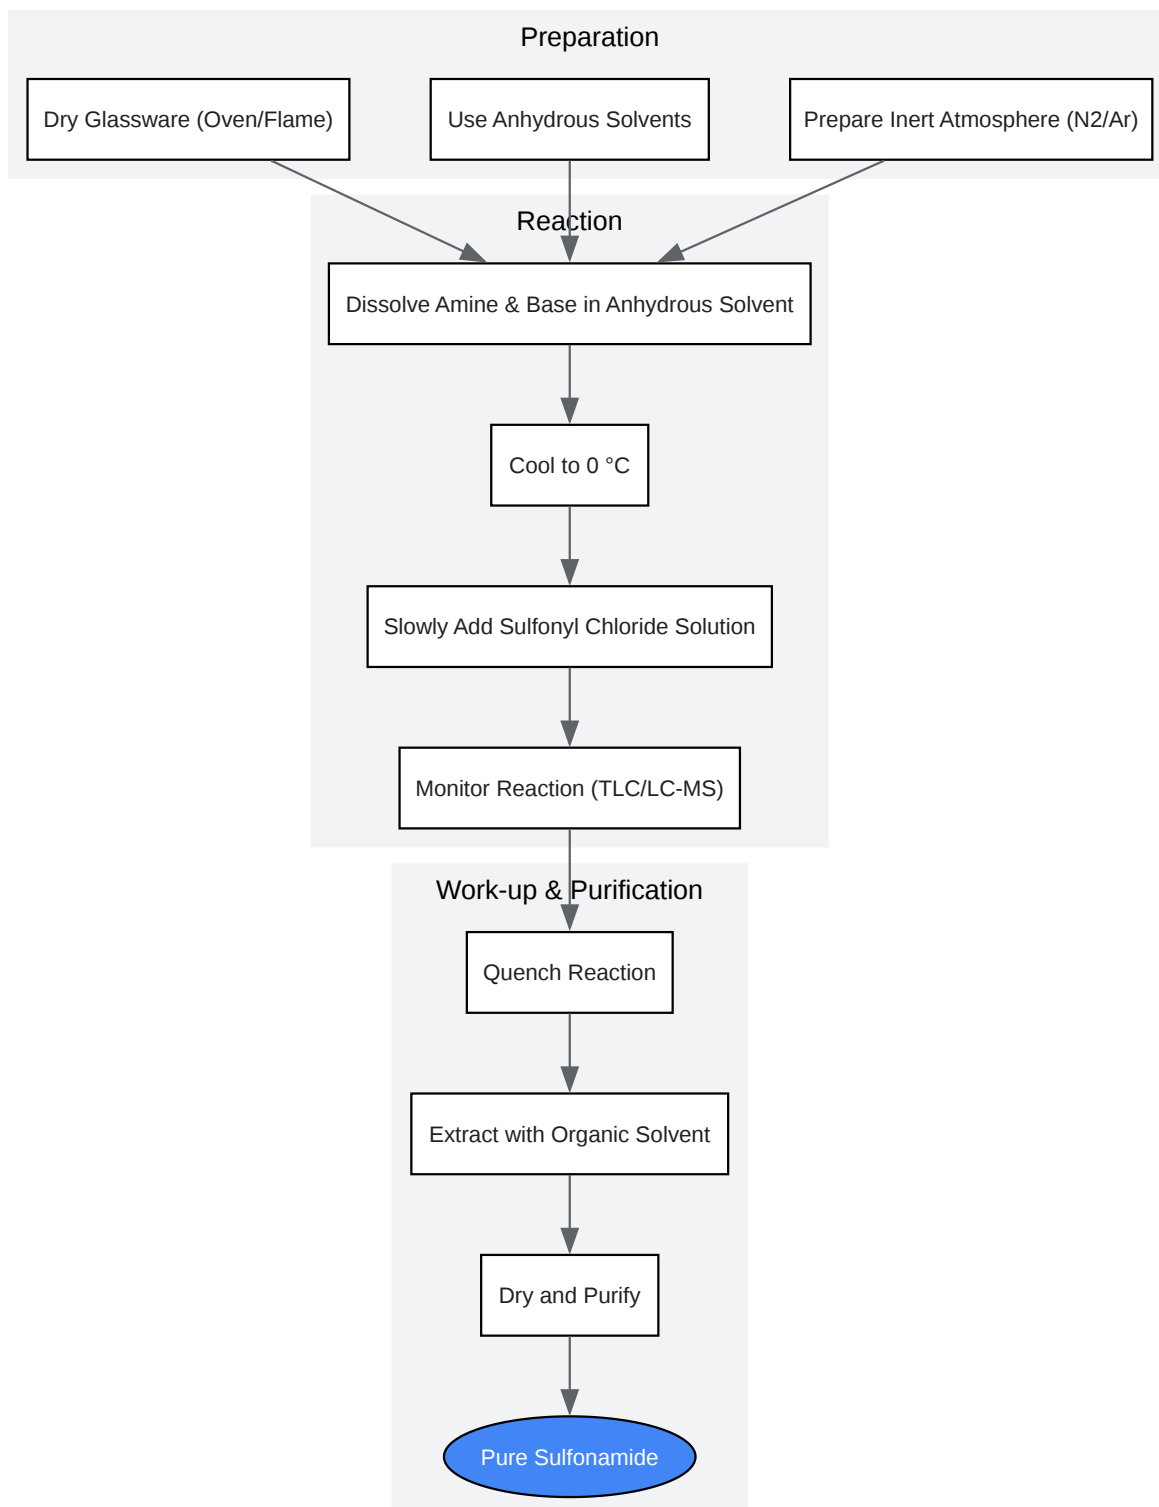 Preparation
Dry Glassware (Oven/Flame)
Use Anhydrous Solvents
Prepare Inert Atmosphere (N2/Ar)
Reaction
Dissolve Amine & Base in Anhydrous Solvent
Cool to 0 °C
Slowly Add Sulfonyl Chloride Solution
Monitor Reaction (TLC/LC-MS)
Work-up & Purification
Quench Reaction
Extract with Organic Solvent
Dry and Purify
Pure Sulfonamide